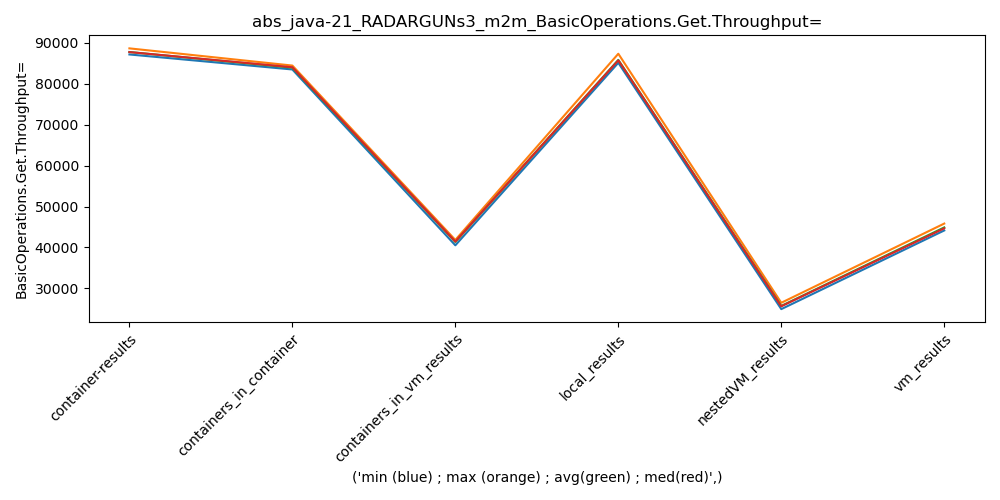 abs_java-21_RADARGUNs3_m2m_BasicOperations.Get.Throughput=
BasicOperations.Get.Throughput=
90000
80000
70000
60000
50000
40000
30000
container-results
containers_in_container
containers_in_vm_results
local_results
nestedVM_results
vm_results
('min (blue) ; max (orange) ; avg(green) ; med(red)',)